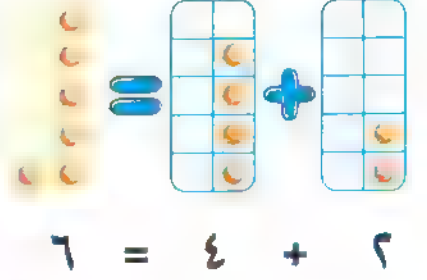 ٢ + ٤ = ٦